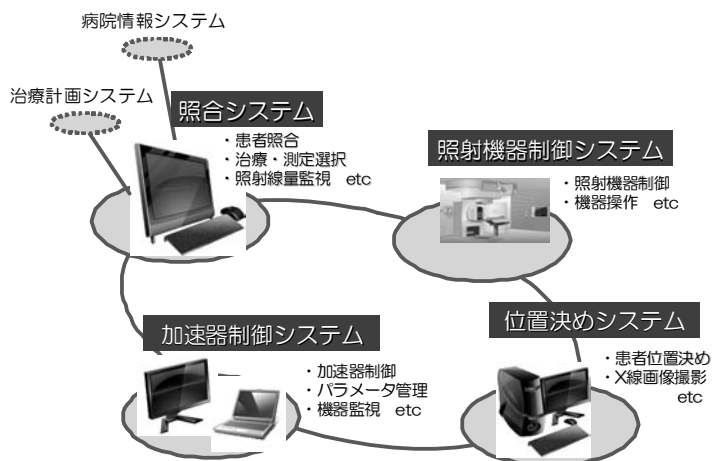 病院情報システム
治療計画システム
照合システム
・患者照合
・治療・測定選択
・照射線量監視　etc
照射機器制御システム
・照射機器制御
・機器操作　etc
加速器制御システム
・加速器制御
・パラメータ管理
・機器監視　etc
位置決めシステム
・患者位置決め
・X線画像撮影
etc